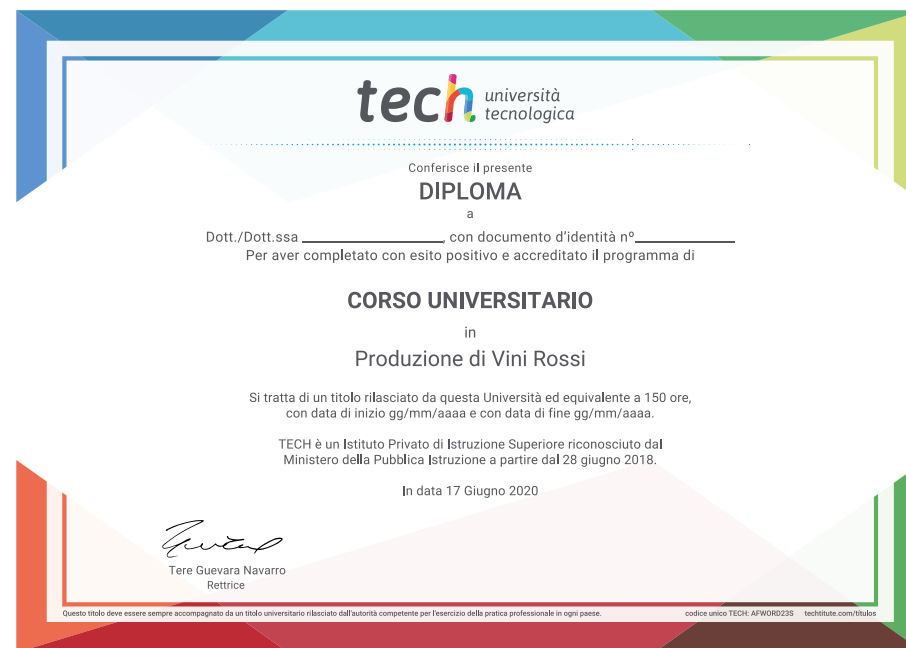 tech università
tecnologica
Conferisce il presente
DIPLOMA
a
Dott./Dott.ssa ____________, con documento d'identità nº____________
Per aver completato con esito positivo e accreditato il programma di
CORSO UNIVERSITARIO
in
Produzione di Vini Rossi
Si tratta di un titolo rilasciato da questa Università ed equivalente a 150 ore,
con data di inizio gg/mm/aaaa e con data di fine gg/mm/aaaa.
TECH è un Istituto Privato di Istruzione Superiore riconosciuto dal
Ministero della Pubblica Istruzione a partire dal 28 giugno 2018.
In data 17 Giugno 2020
Tere Guevara Navarro
Rettrice
Questo titolo deve essere sempre accompagnato da un titolo universitario rilasciato dall'autorità competente per l'esercizio della pratica professionale in ogni paese. codice unico TECH: AFWORD23S techtitute.com/titulos